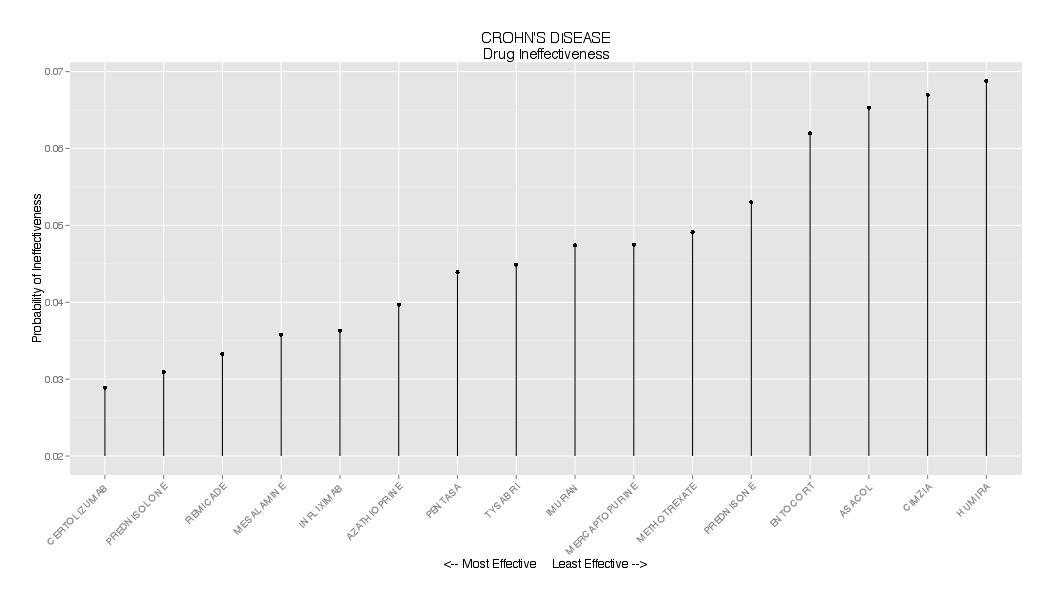 CROHN'S DISEASE
Drug Ineffectiveness
Probability of Ineffectiveness
0.07
0.06
0.05
0.04
0.03
0.02
CERTOLIZUMAB
PREDNISOLONE
REMICADE
MESALAMINE
INFLIXIMAB
AZATHIOPRINE
PENTASA
TYSABRI
IMURAN
MERCAPTOPURINE
METHOTREXATE
PREDNISONE
ENTOCORT
ASACOL
CIMZIA
HUMIRA
<-- Most Effective Least Effective -->